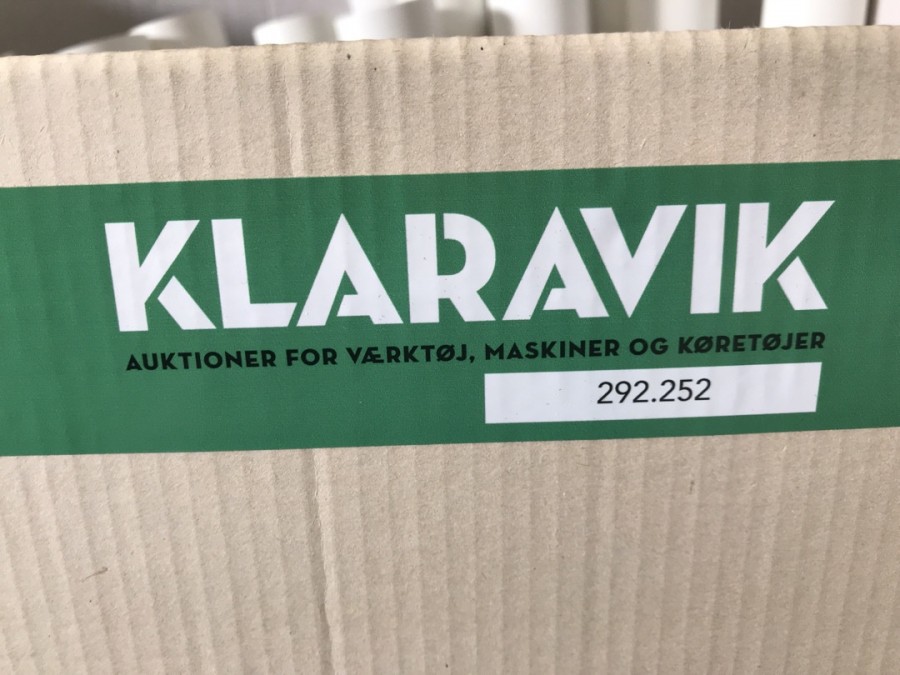 KLARAVIK
AUKTIONER FOR VÆRKTØJ, MASKINER OG KØRETØJER
292.252